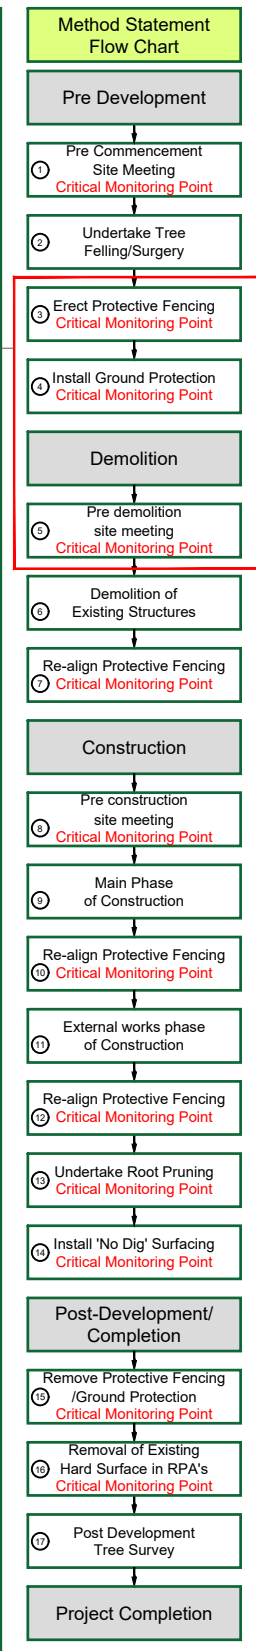 Method Statement
Flow Chart
Pre Development
1
Pre Commencement
Site Meeting
Critical Monitoring Point
2
Undertake Tree
Felling/Surgery
3
Erect Protective Fencing
Critical Monitoring Point
4
Install Ground Protection
Critical Monitoring Point
Demolition
5
Pre demolition
site meeting
Critical Monitoring Point
6
Demolition of
Existing Structures
7
Re-align Protective Fencing
Critical Monitoring Point
Construction
8
Pre construction
site meeting
Critical Monitoring Point
9
Main Phase
of Construction
10
Re-align Protective Fencing
Critical Monitoring Point
11
External works phase
of Construction
12
Re-align Protective Fencing
Critical Monitoring Point
13
Undertake Root Pruning
Critical Monitoring Point
14
Install 'No Dig' Surfacing
Critical Monitoring Point
Post-Development/
Completion
15
Remove Protective Fencing
/Ground Protection
Critical Monitoring Point
16
Removal of Existing
Hard Surface in RPA's
Critical Monitoring Point
17
Post Development
Tree Survey
Project Completion